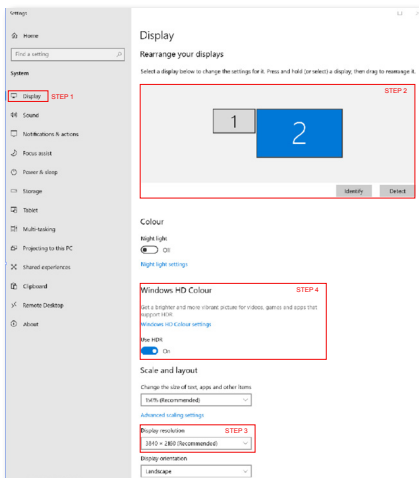 Settings
Home
Find a setting
System
Display STEP 1
Sound
Notifications & actions
Focus assist
Power & sleep
Storage
Tablet
Multi-tasking
Projecting to this PC
Shared experiences
Clipboard
Remote Desktop
About
Display
Rearrange your displays
Select a display below to change the settings for it. Press and hold (or select) a display, then drag to rearrange it.
STEP 2
1
2
Identify Detect
Colour
Night light
Off
Night light settings
Windows HD Colour STEP 4
Get a brighter and more vibrant picture for videos, games and apps that
support HDR.
Windows HD Colour settings
Use HDR
On
Scale and layout
Change the size of text, apps and other items
(Recommended)
Advanced scaling settings
Display resolution STEP 3
3840 × 2160 (Recommended)
Display orientation
Landscape